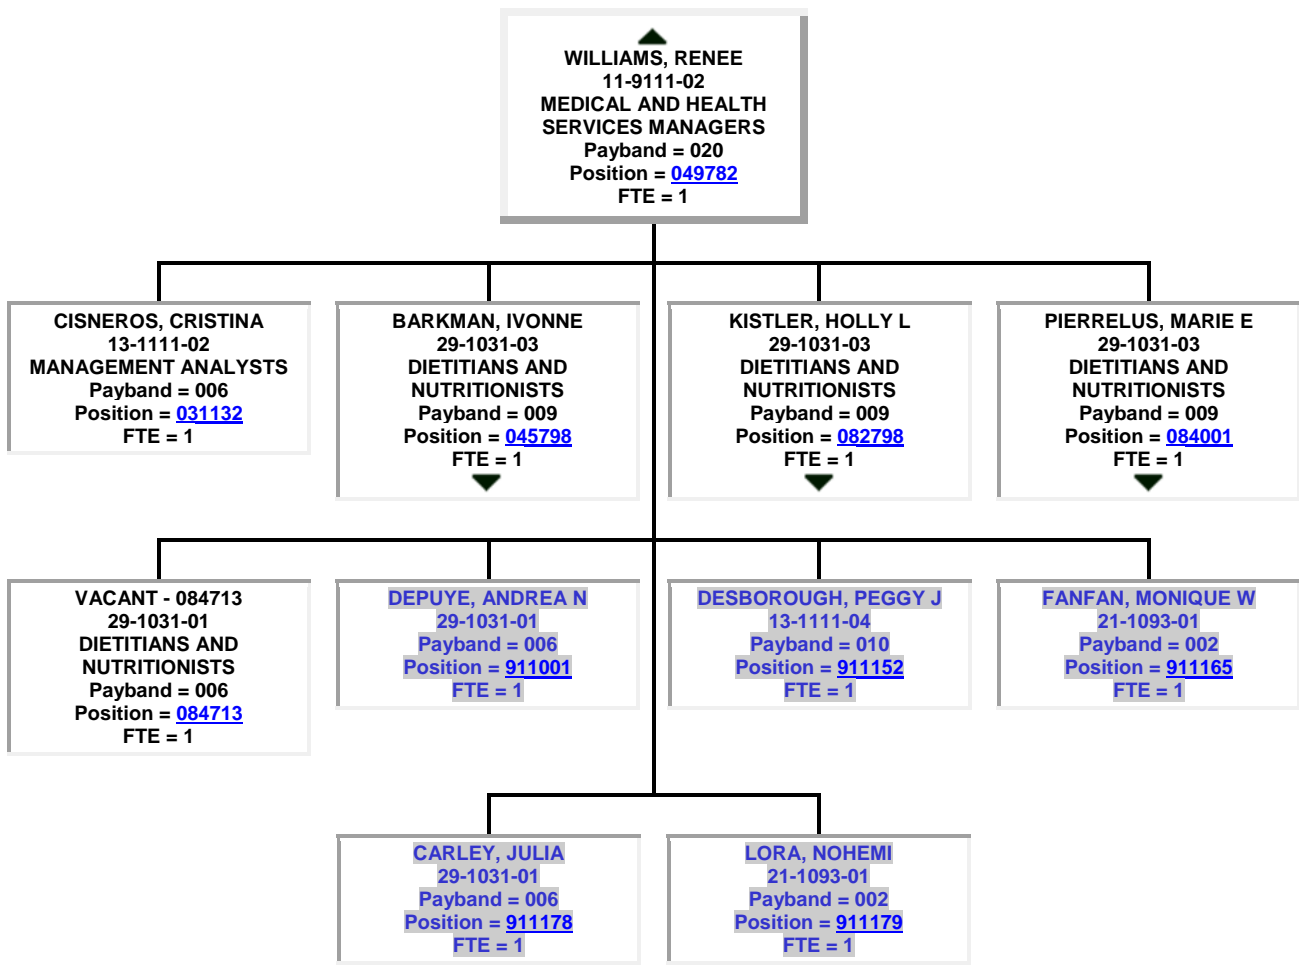 WILLIAMS, RENEE
11-9111-02
MEDICAL AND HEALTH
SERVICES MANAGERS
Payband = 020
Position = 049782
FTE = 1
CISNEROS, CRISTINA
13-1111-02
MANAGEMENT ANALYSTS
Payband = 006
Position = 031132
FTE = 1
BARKMAN, IVONNE
29-1031-03
DIETITIANS AND
NUTRITIONISTS
Payband = 009
Position = 045798
FTE = 1
KISTLER, HOLLY L
29-1031-03
DIETITIANS AND
NUTRITIONISTS
Payband = 009
Position = 082798
FTE = 1
PIERRELUS, MARIE E
29-1031-03
DIETITIANS AND
NUTRITIONISTS
Payband = 009
Position = 084001
FTE = 1
VACANT - 084713
29-1031-01
DIETITIANS AND
NUTRITIONISTS
Payband = 006
Position = 084713
FTE = 1
DEPUYE, ANDREA N
29-1031-01
Payband = 006
Position = 911001
FTE = 1
DESBOROUGH, PEGGY J
13-1111-04
Payband = 010
Position = 911152
FTE = 1
FANFAN, MONIQUE W
21-1093-01
Payband = 002
Position = 911165
FTE = 1
CARLEY, JULIA
29-1031-01
Payband = 006
Position = 911178
FTE = 1
LORA, NOHEMI
21-1093-01
Payband = 002
Position = 911179
FTE = 1